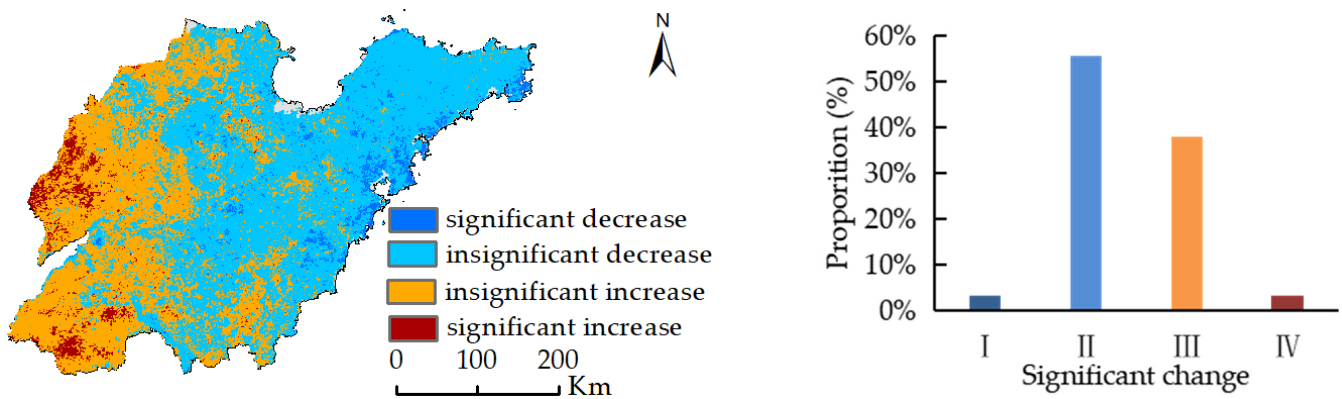 N
significant decrease
insignificant decrease
insignificant increase
significant increase
0 100 200
Km
60%
50%
40%
30%
20%
10%
0%
Proporition (%)
I II III IV
Significant change